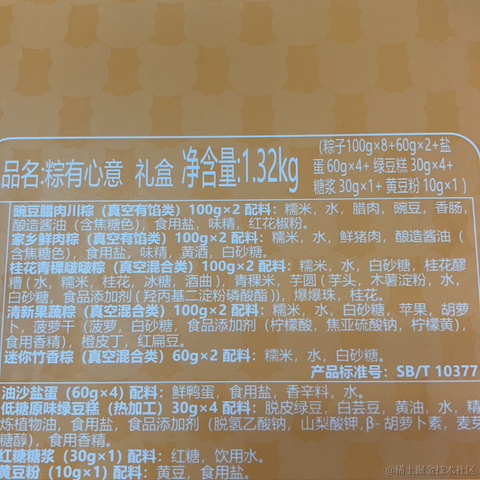 (粽子100g×8+60g×2+盐
品名:粽有心意 礼盒 净含量:1.32kg 蛋 60g×4+ 绿豆糕 30g×4+
糖浆 30g×1+ 黄豆粉 10g×1 )
豌豆腊肉川粽(真空有馅类)100g×2 配料:糯米,水,腊肉,豌豆,香肠,
酿造酱油(含焦糖色),食用盐,味精,红花椒粉。
家乡鲜肉粽(真空有馅类)100g×2 配料:糯米,水,鲜猪肉,酿造酱油(
含焦糖色),食用盐,味精,黄酒,白砂糖。
桂花青稞啵啵粽(真空混合类)100g×2 配料:糯米,水,白砂糖,桂花醪
糟(水,糯米,桂花,冰糖,酒曲),青稞米,芋圆(芋头,木薯淀粉,水,
白砂糖,食品添加剂(羟丙基二淀粉磷酸酯)),爆爆珠,桂花。
清新果蔬粽(真空混合类)100g×2 配料:糯米,水,白砂糖,苹果,胡萝
卜,菠萝干(菠萝,白砂糖,食品添加剂(柠檬酸,焦亚硫酸钠,柠檬黄),
食用香精),橙皮丁,红扁豆。
迷你竹香粽(真空混合类)60g×2 配料:糯米,水,白砂糖。
产品标准号:SB/T 10377
油沙盐蛋(60g×4)配料:鲜鸭蛋,食用盐,香辛料,水。
低糖原味绿豆糕(热加工)30g×4 配料:脱皮绿豆,白芸豆,黄油,水,精
炼植物油,食用盐,食品添加剂(脱氢乙酸钠,山梨酸钾,β-胡萝卜素,麦芽
糖醇),食用香精。
红糖糖浆(30g×1)配料:红糖,饮用水。
黄豆粉(10g×1)配料:黄豆,食用盐。
@稀土掘金技术社区